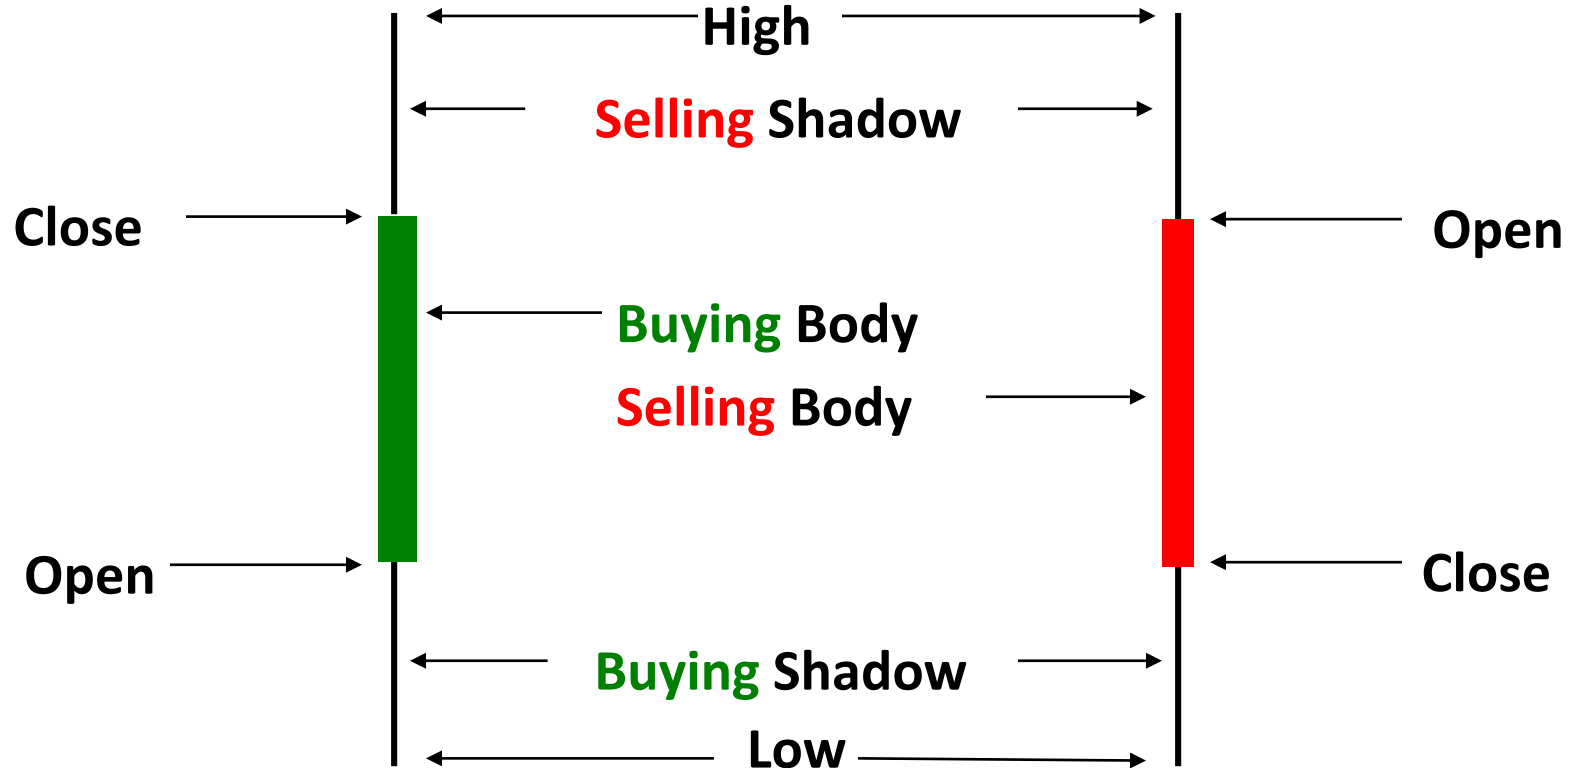 High
Selling Shadow
Close
Open
Buying Body
Selling Body
Open
Close
Buying Shadow
Low